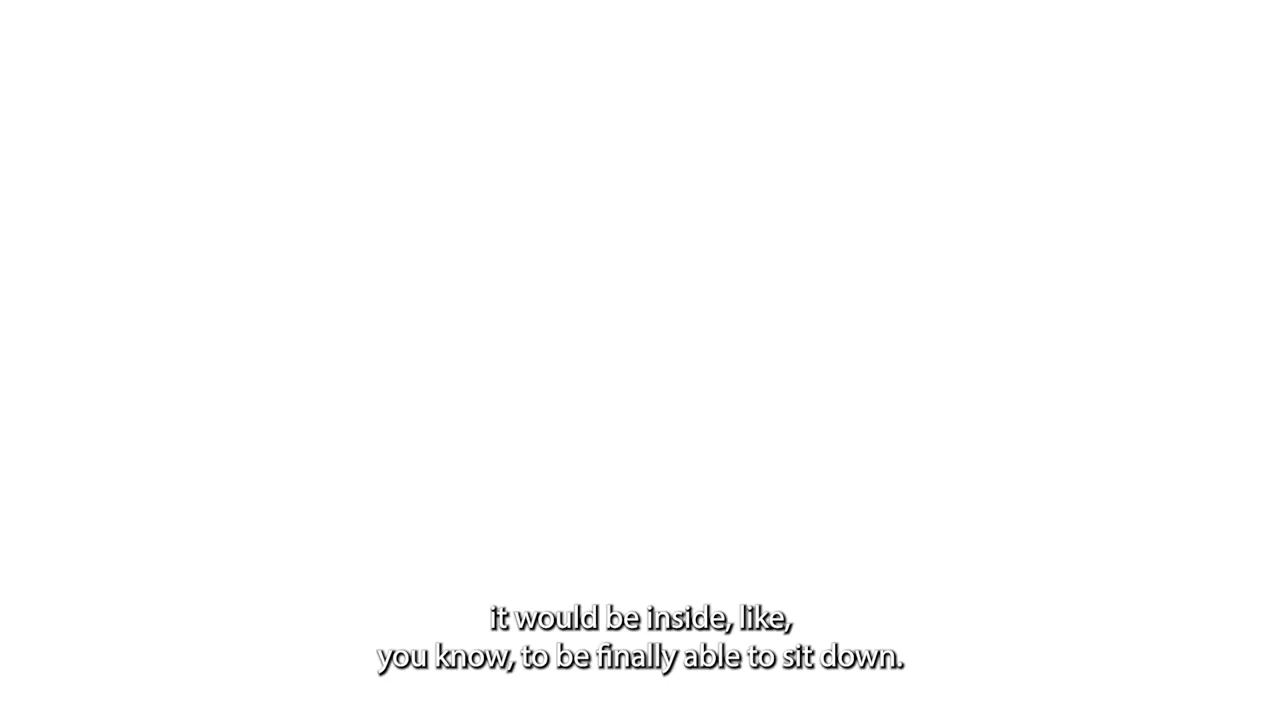 it would be inside, like,
you know, to be finally able to sit down.